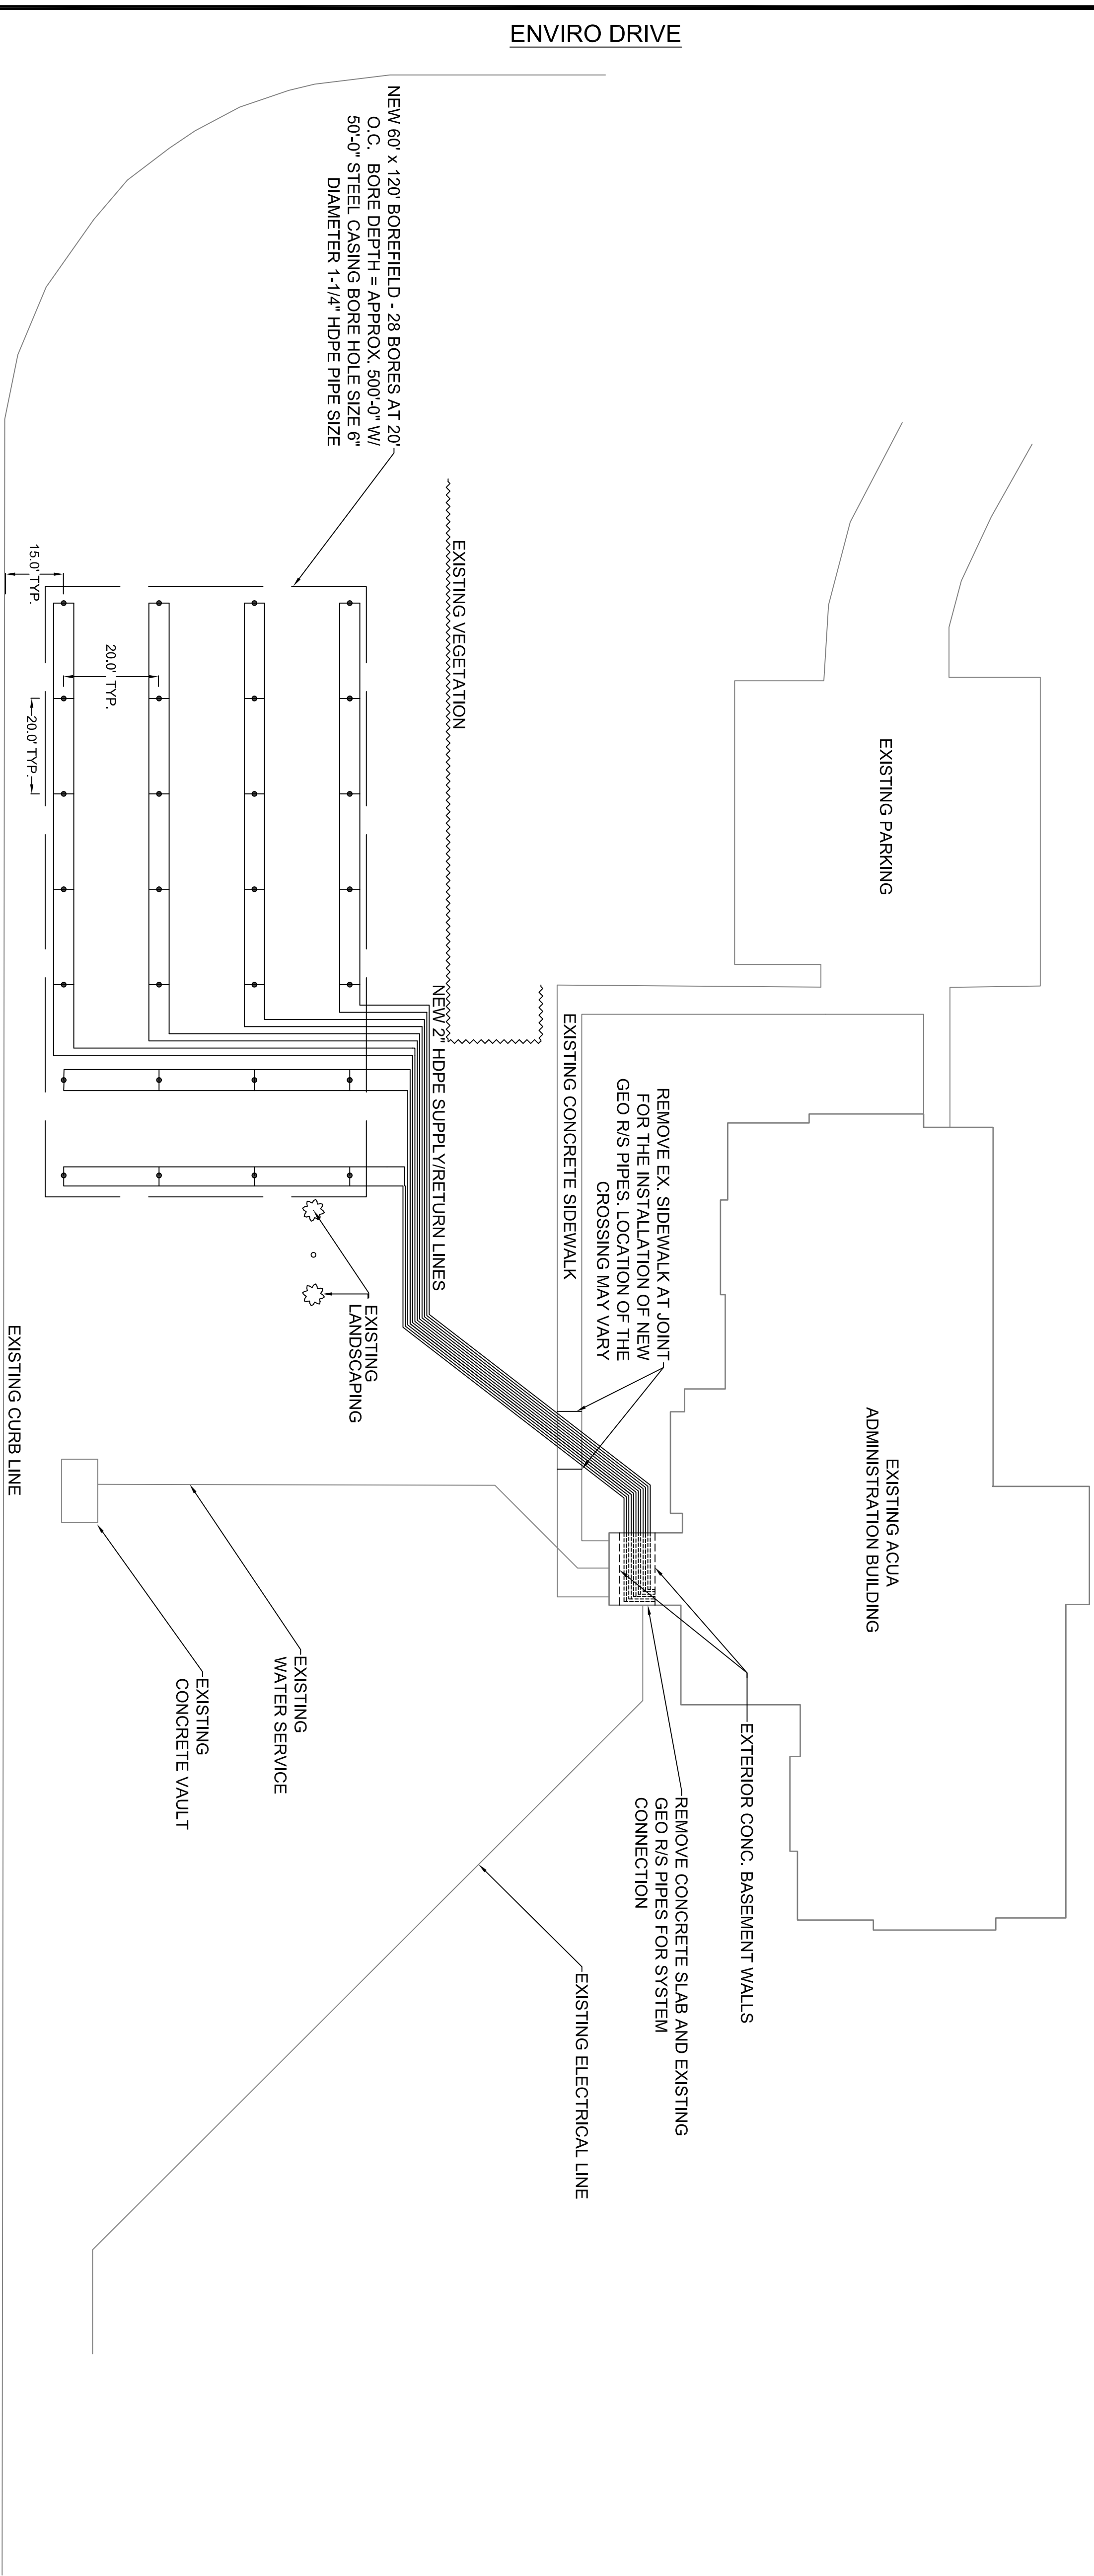 ENVIRO DRIVE
NEW 60' x 120' BOREFIELD - 28 BORES AT 20'
O.C. BORE DEPTH = APPROX. 500'-0" W/
50'-0" STEEL CASING BORE HOLE SIZE 6"
DIAMETER 1-1/4" HDPE PIPE SIZE
EXISTING VEGETATION
EXISTING PARKING
15.0' TYP.
20.0' TYP.
20.0' TYP.
NEW 2" HDPE SUPPLY/RETURN LINES
EXISTING CONCRETE SIDEWALK
REMOVE EX. SIDEWALK AT JOINT
FOR THE INSTALLATION OF NEW
GEO R/S PIPES. LOCATION OF THE
CROSSING MAY VARY
EXISTING
LANDSCAPING
EXISTING CURB LINE
EXISTING ACUA
ADMINISTRATION BUILDING
EXISTING
WATER SERVICE
EXISTING
CONCRETE VAULT
EXTERIOR CONC. BASEMENT WALLS
REMOVE CONCRETE SLAB AND EXISTING
GEO R/S PIPES FOR SYSTEM
CONNECTION
EXISTING ELECTRICAL LINE